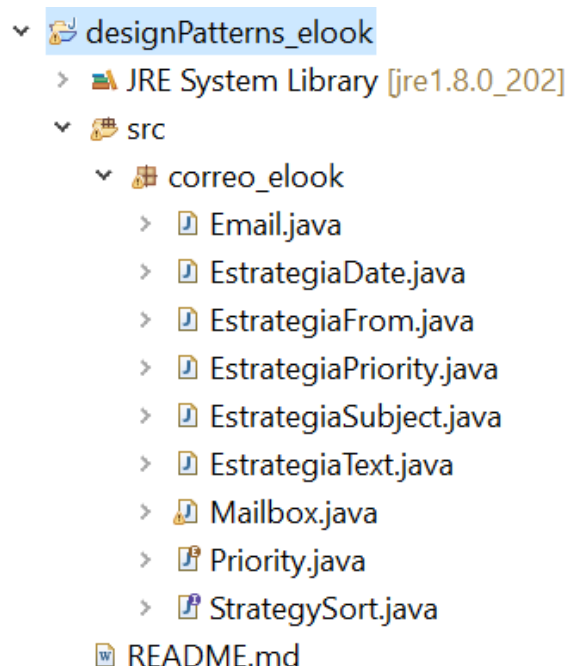 designPatterns_elook
JRE System Library [jre1.8.0_202]
src
correo_elook
Email.java
EstrategiaDate.java
EstrategiaFrom.java
EstrategiaPriority.java
EstrategiaSubject.java
EstrategiaText.java
Mailbox.java
Priority.java
StrategySort.java
README.md